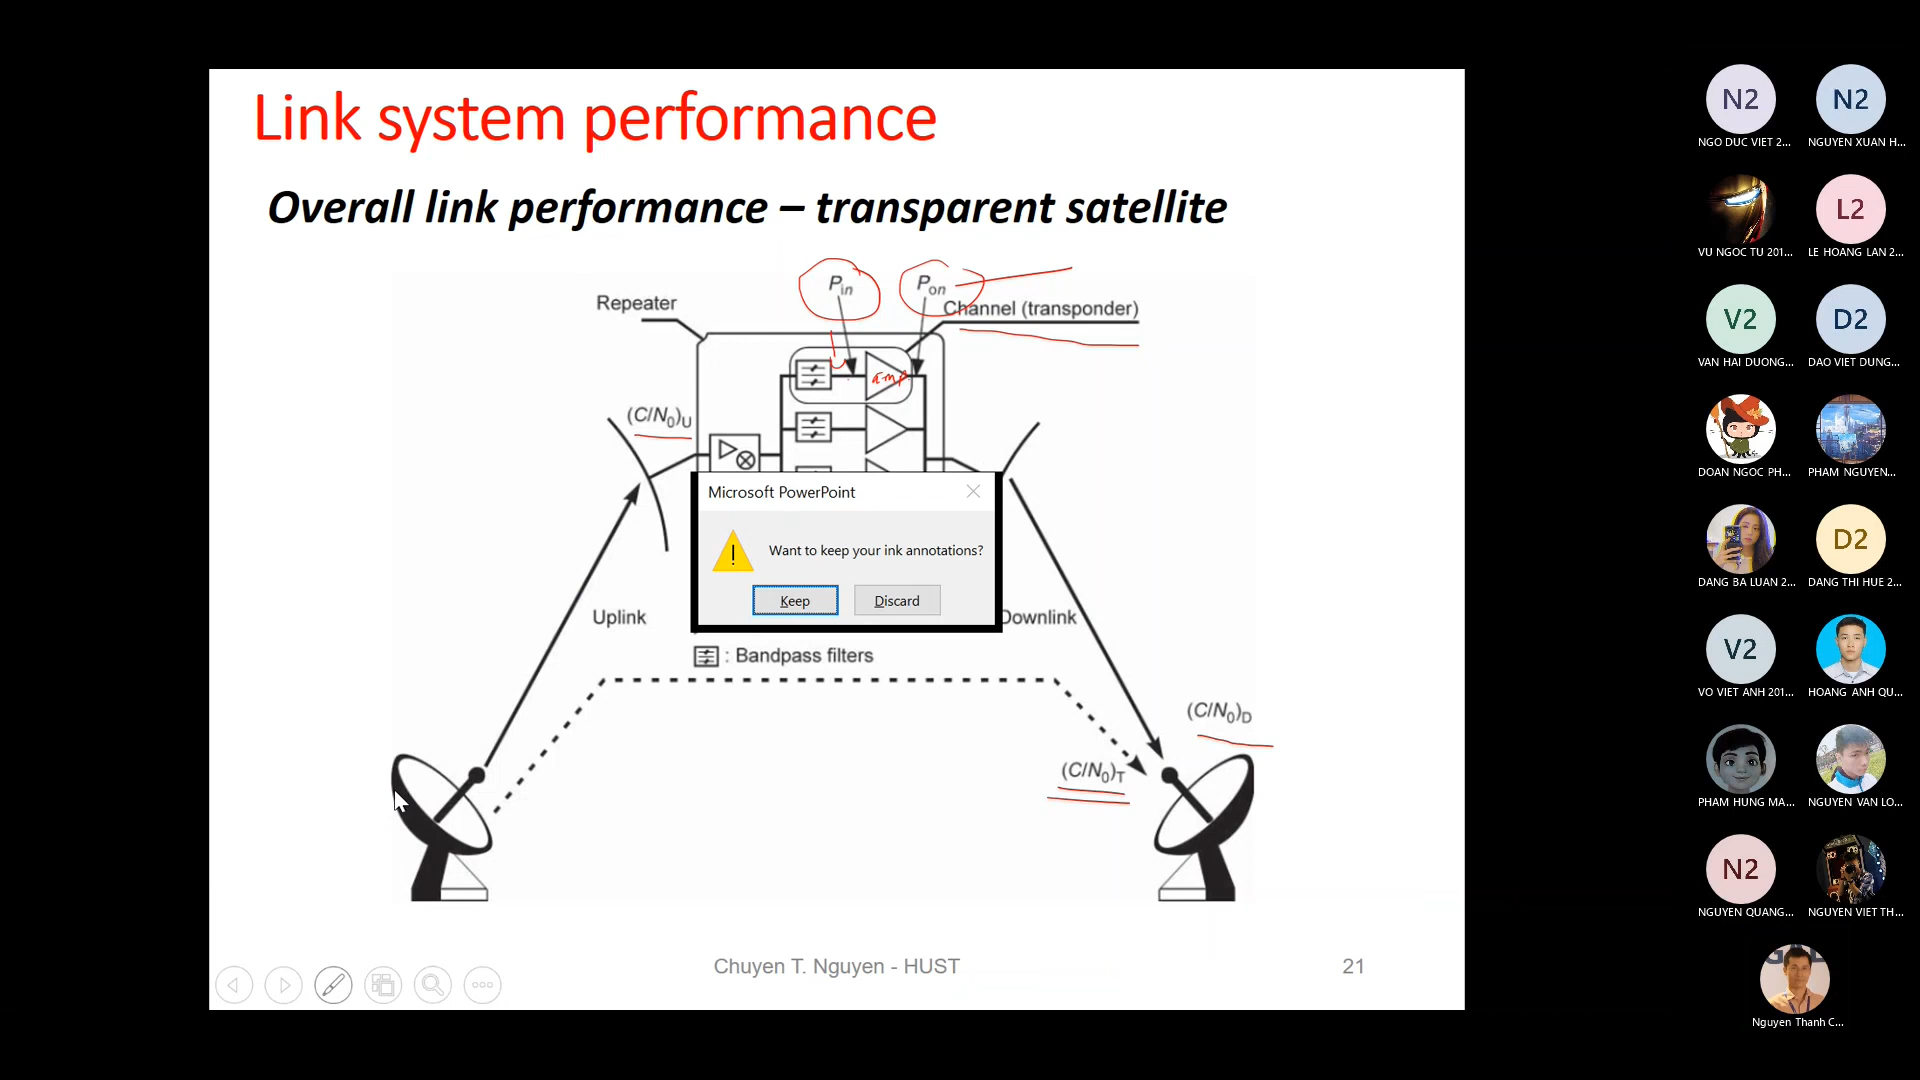 Link system performance
Overall link performance – transparent satellite
Pin
Pon
Repeater
Channel (transponder)
amp
(C/N0)U
Microsoft PowerPoint
Want to keep your ink annotations?
Keep
Discard
Uplink
Downlink
: Bandpass filters
(C/N0)D
(C/N0)T
Chuyen T. Nguyen - HUST
21
N2
N2
NGO DUC VIET 2...
NGUYEN XUAN H...
L2
VU NGOC TU 201...
LE HOANG LAN 2...
V2
D2
VAN HAI DUONG...
DAO VIET DUNG...
DOAN NGOC PH...
PHAM NGUYEN...
D2
DANG BA LUAN 2...
DANG THI HUE 2...
V2
VO VIET ANH 201...
HOANG ANH QU...
PHAM HUNG MA...
NGUYEN VAN LO...
N2
NGUYEN QUANG...
NGUYEN VIET TH...
Nguyen Thanh C...